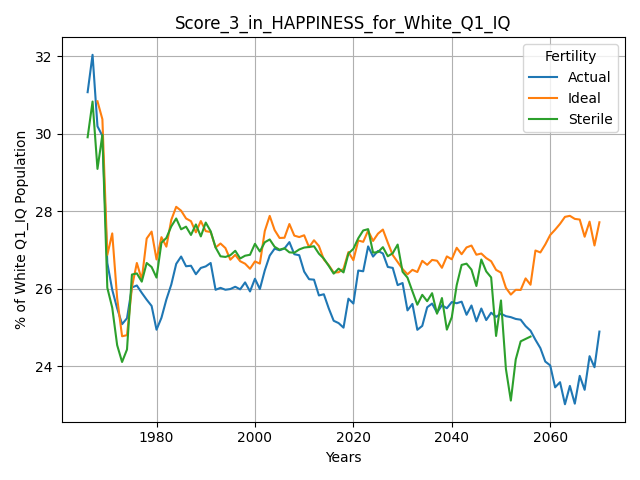 Score_3_in_HAPPINESS_for_White_Q1_IQ
Fertility
Actual
Ideal
Sterile
% of White Q1_IQ Population
32
30
28
26
24
1980
2000
2020
2040
2060
Years